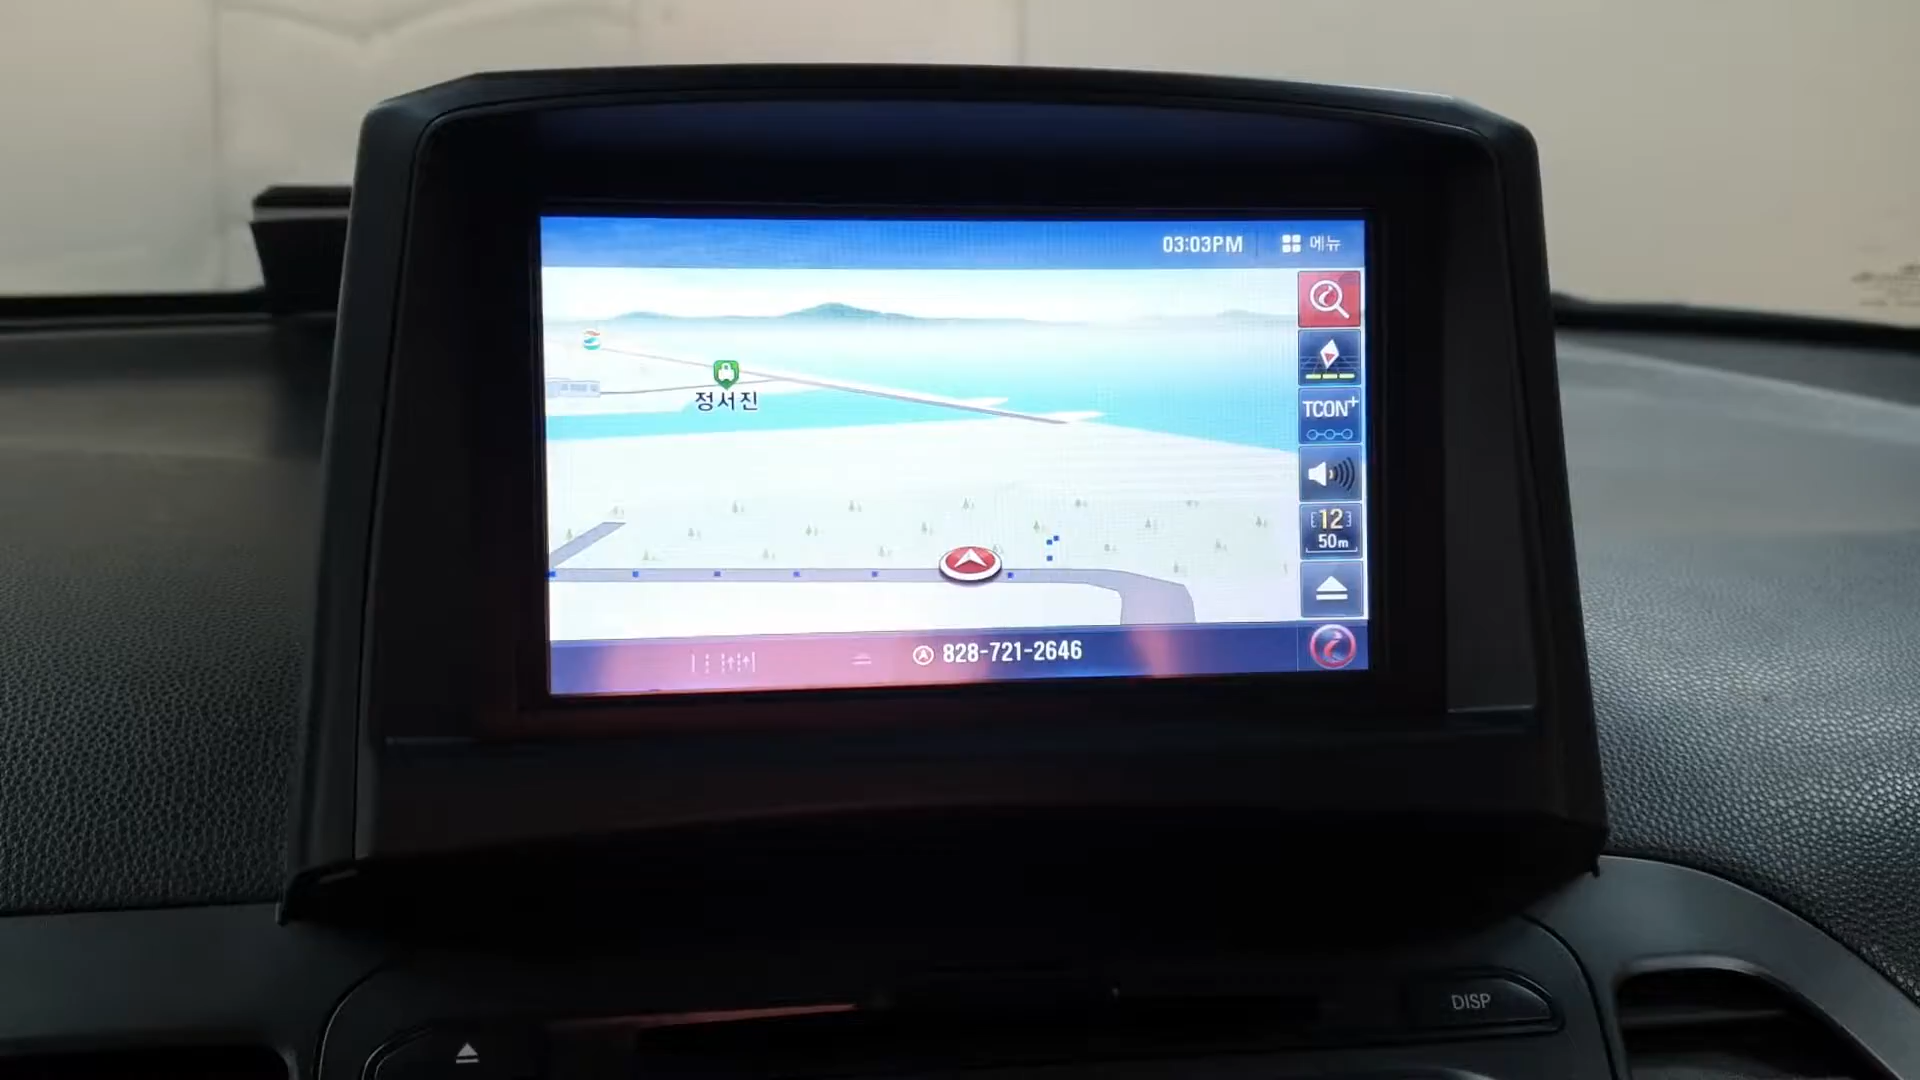 03:03PM 메뉴
정서진
TCON+
[12]
50m
Ⓐ 828-721-2646
DISP